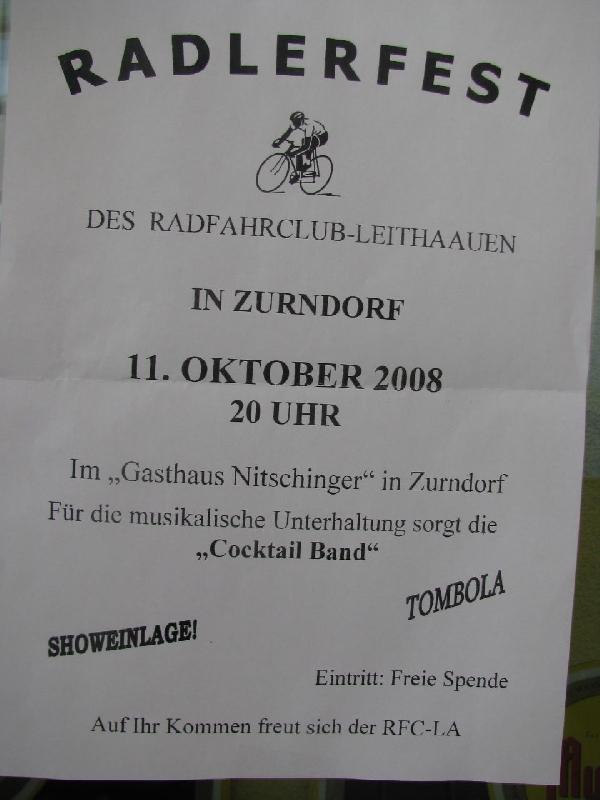 RADLERFEST
DES RADFAHRCLUB-LEITHAAUEN
IN ZURNDORF
11. OKTOBER 2008
20 UHR
Im „Gasthaus Nitschinger“ in Zurndorf
Für die musikalische Unterhaltung sorgt die
„Cocktail Band“
TOMBOLA
SHOWEINLAGE!
Eintritt: Freie Spende
Auf Ihr Kommen freut sich der RFC-LA